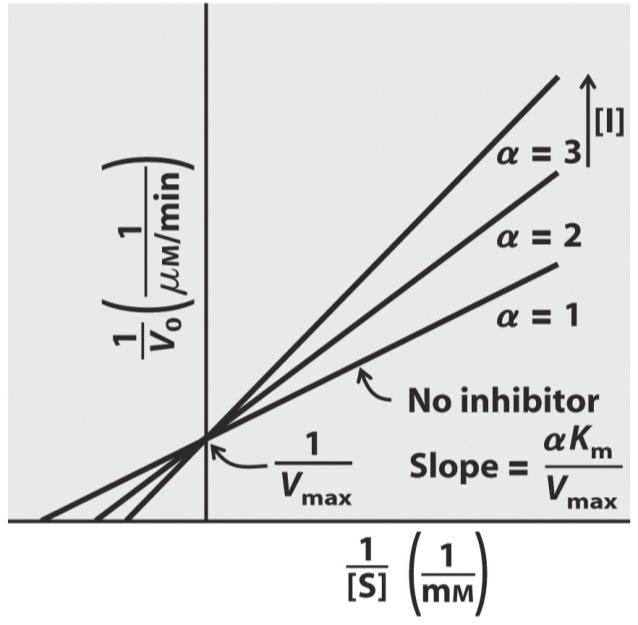 [I]
α = 3
α = 2
α = 1
1/V₀ (1/μM/min)
No inhibitor
1/Vmax
Slope = αKm/Vmax
1/[S] (1/mM)